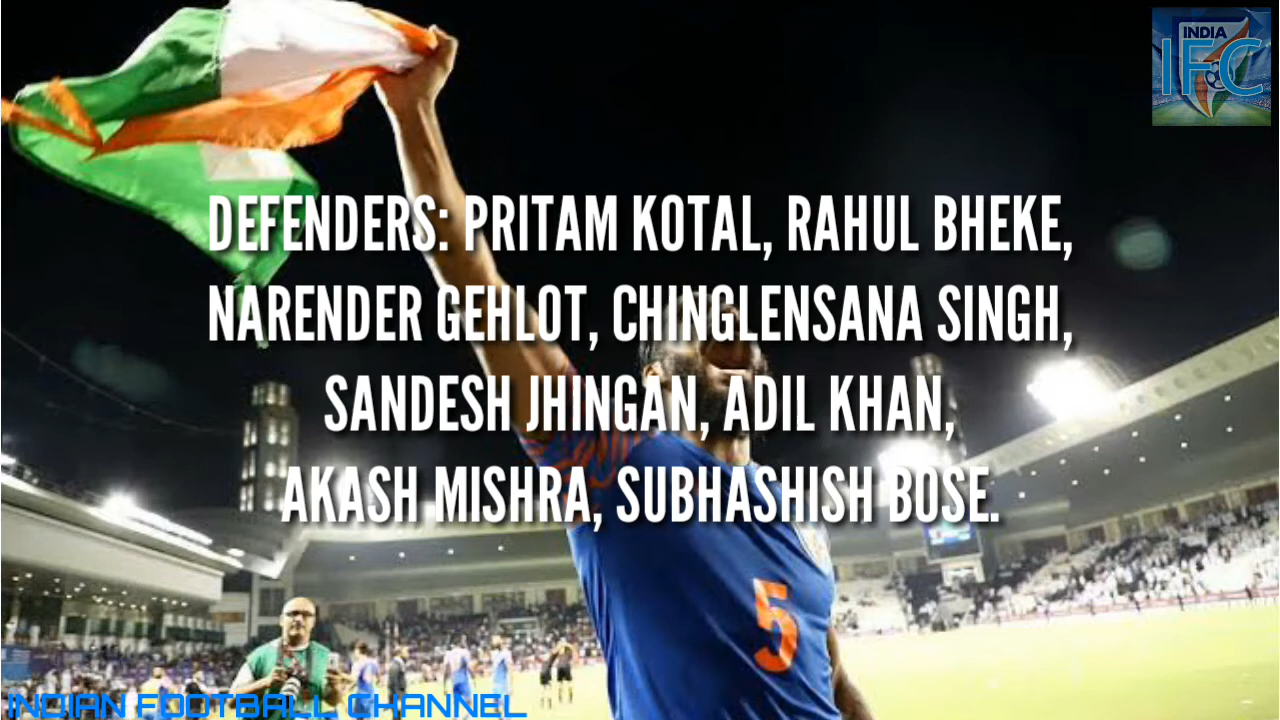 INDIA
IFC
DEFENDERS: PRITAM KOTAL, RAHUL BHEKE,
NARENDER GEHLOT, CHINGLENSANA SINGH,
SANDESH JHINGAN, ADIL KHAN,
AKASH MISHRA, SUBHASHISH BOSE.
5
INDIAN FOOTBALL CHANNEL